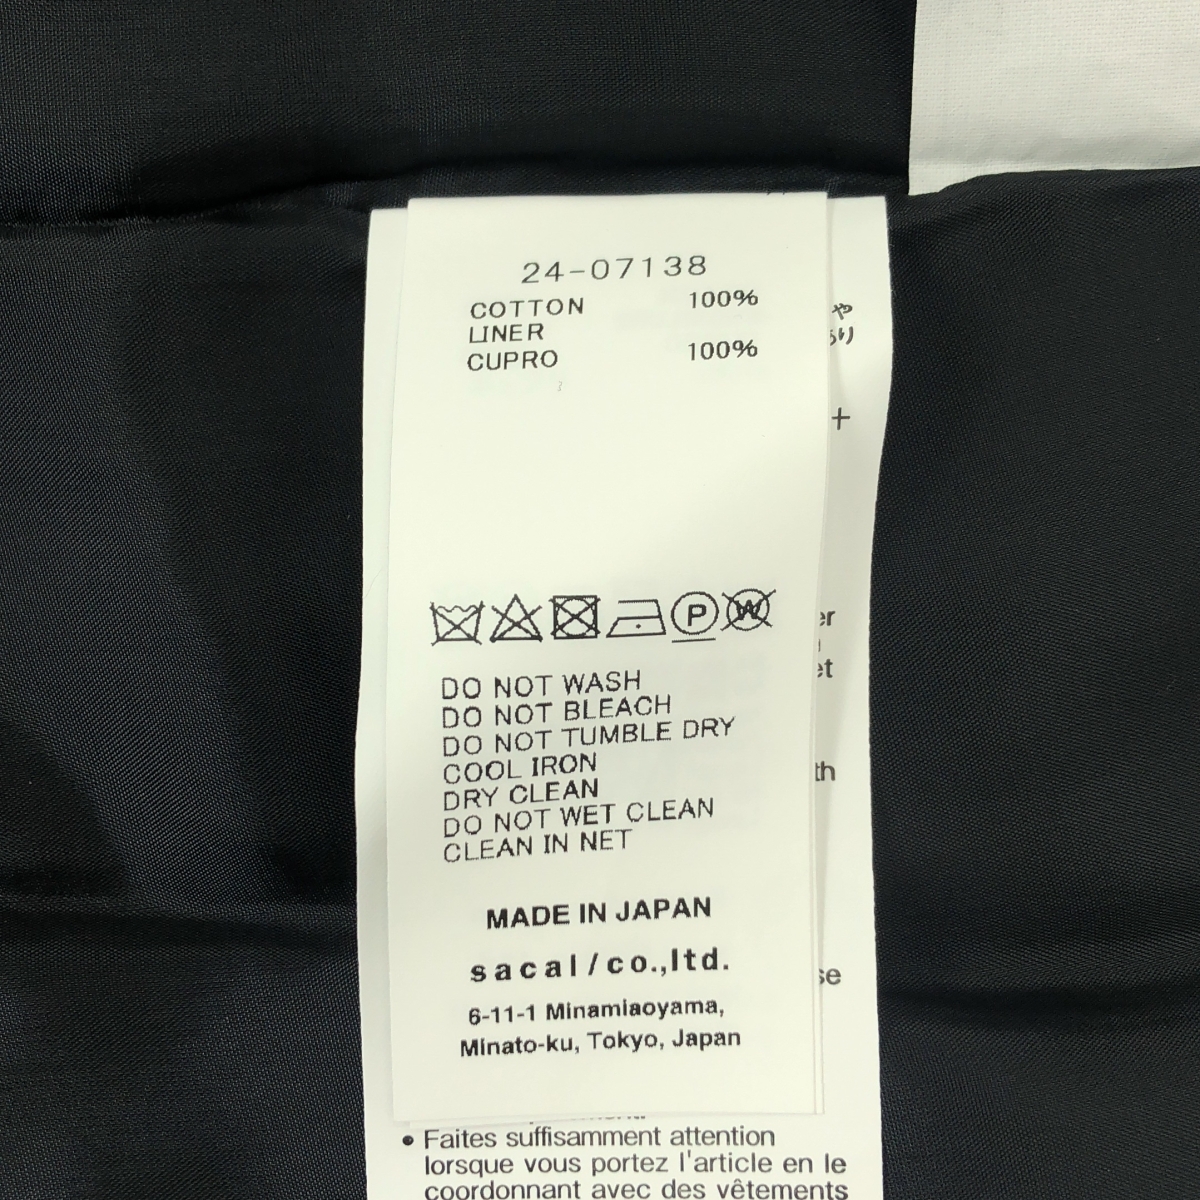 24-07138
COTTON 100%
LINER
CUPRO 100%
P W
DO NOT WASH
DO NOT BLEACH
DO NOT TUMBLE DRY
COOL IRON
DRY CLEAN
DO NOT WET CLEAN
CLEAN IN NET
MADE IN JAPAN
sacai/co.,ltd.
6-11-1 Minamiaoyama,
Minato-ku, Tokyo, Japan
• Faites suffisamment attention
lorsque vous portez l'article en le
coordonnant avec des vêtements